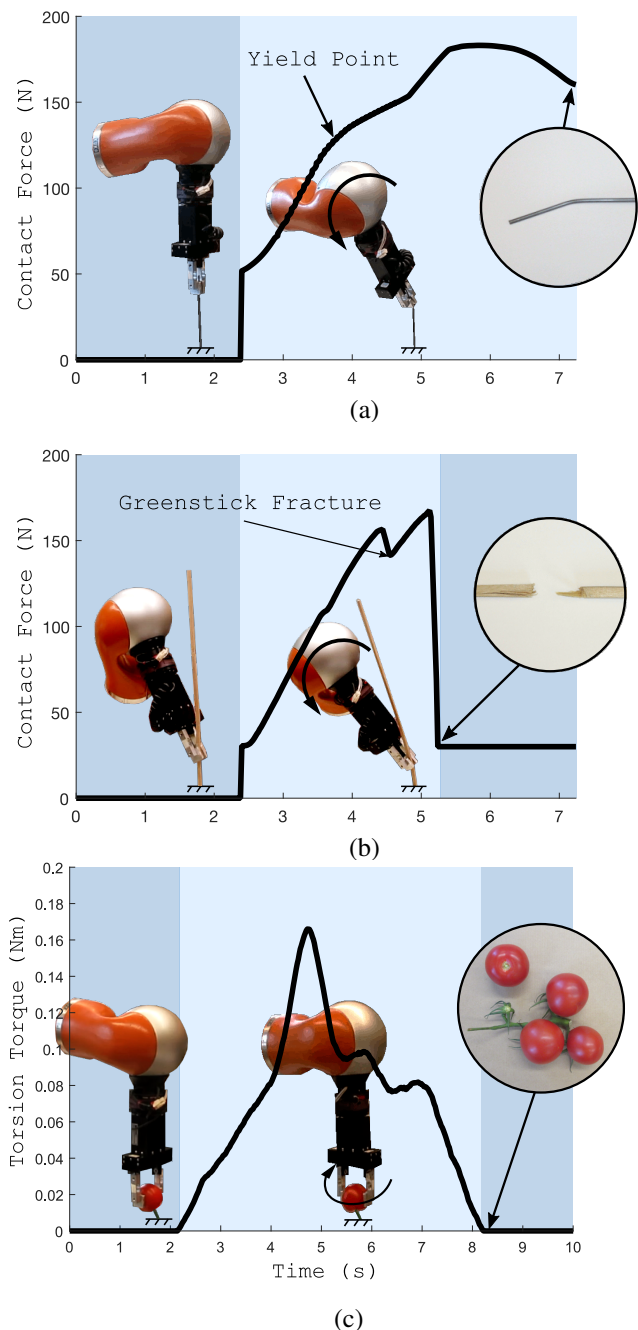 200
Yield Point
150
100
50
0
Contact Force (N)
0 1 2 3 4 5 6 7
(a)
200
Greenstick Fracture
150
100
50
0
Contact Force (N)
0 1 2 3 4 5 6 7
(b)
0.2
0.18
0.16
0.14
0.12
0.1
0.08
0.06
0.04
0.02
0
Torsion Torque (Nm)
0 1 2 3 4 5 6 7 8 9 10
Time (s)
(c)